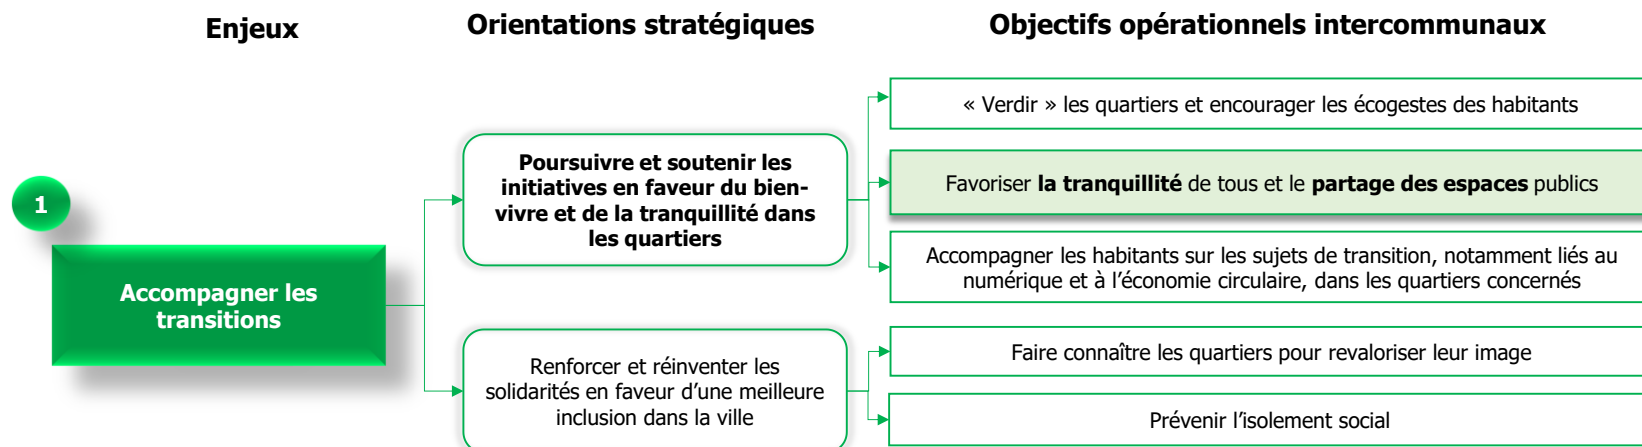 Enjeux
Orientations stratégiques
Objectifs opérationnels intercommunaux
1
Accompagner les
transitions
Poursuivre et soutenir les
initiatives en faveur du bien-
vivre et de la tranquillité dans
les quartiers
« Verdir » les quartiers et encourager les écogestes des habitants
Favoriser la tranquillité de tous et le partage des espaces publics
Accompagner les habitants sur les sujets de transition, notamment liés au
numérique et à l’économie circulaire, dans les quartiers concernés
Renforcer et réinventer les
solidarités en faveur d’une meilleure
inclusion dans la ville
Faire connaître les quartiers pour revaloriser leur image
Prévenir l’isolement social